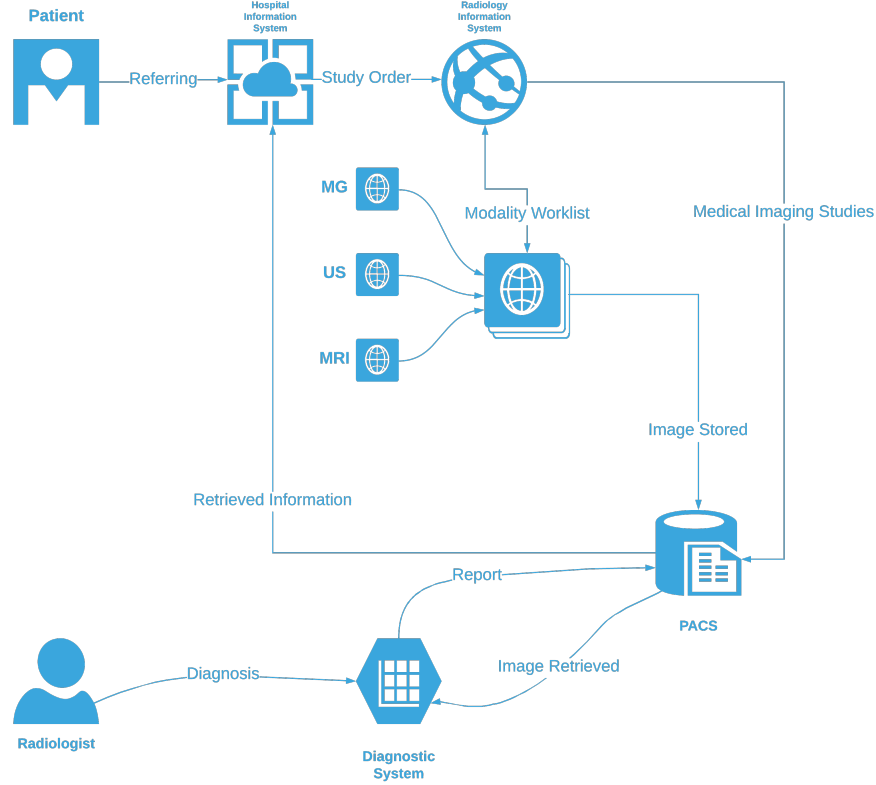 Patient
Hospital
Information
System
Radiology
Information
System
Referring
Study Order
MG
Modality Worklist
Medical Imaging Studies
US
MRI
Image Stored
Retrieved Information
Report
PACS
Image Retrieved
Diagnosis
Radiologist
Diagnostic
System